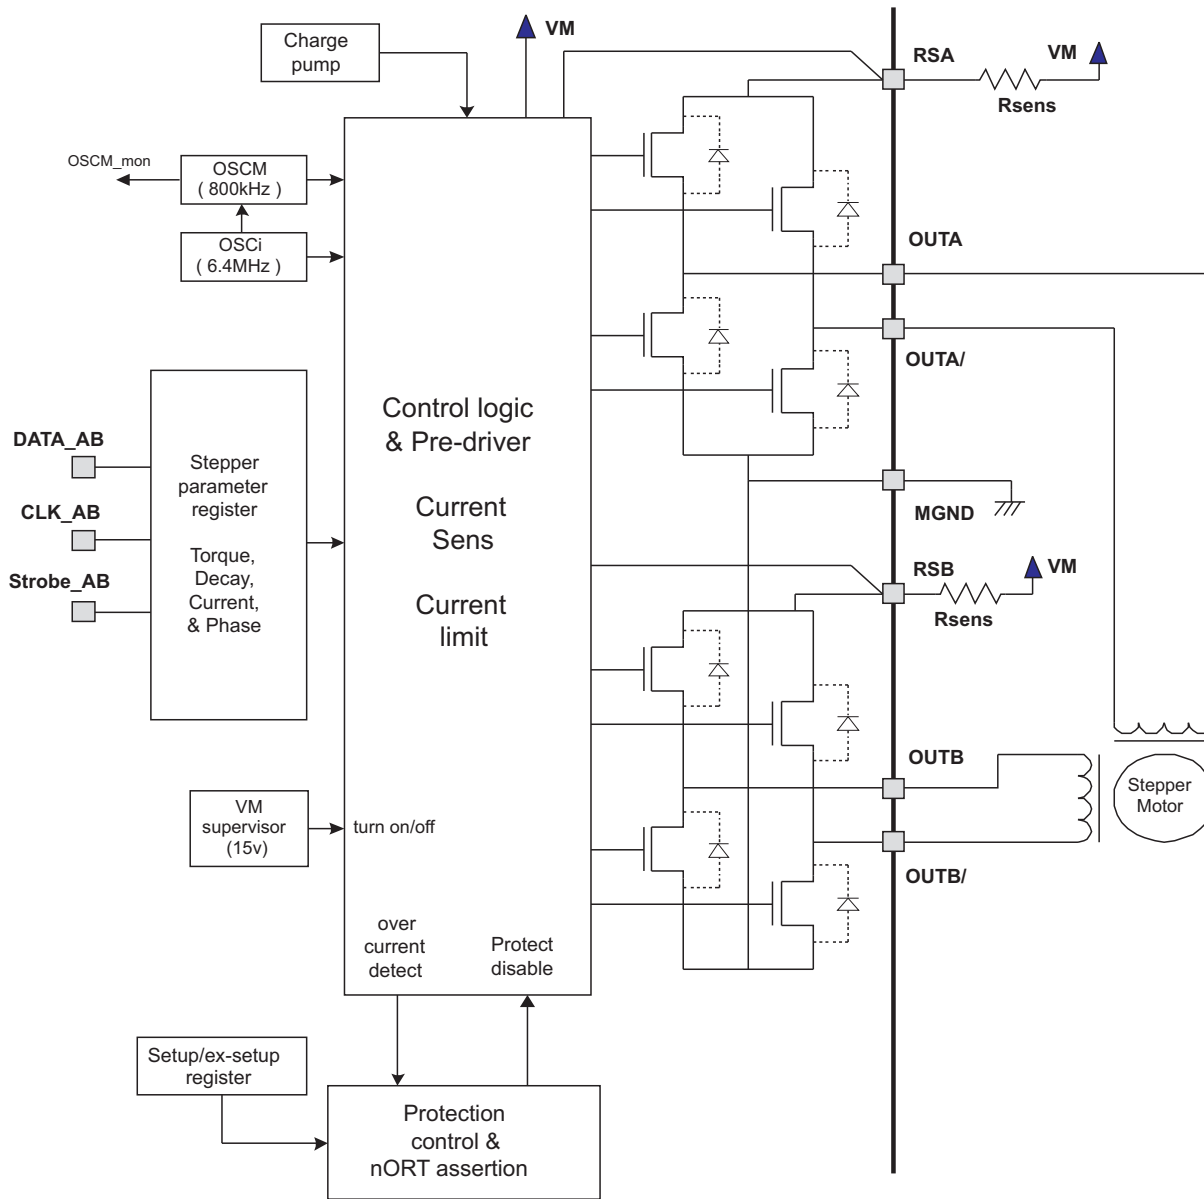 Charge
pump
VM
RSA
VM
Rsens
OSCM_mon
OSCM
( 800kHz )
OSCi
( 6.4MHz )
OUTA
OUTA/
Control logic
& Pre-driver
Current
Sens
Current
limit
DATA_AB
CLK_AB
Strobe_AB
Stepper
parameter
register
Torque,
Decay,
Current,
& Phase
MGND
RSB
VM
Rsens
OUTB
Stepper
Motor
OUTB/
VM
supervisor
(15v)
turn on/off
over
current
detect
Protect
disable
Setup/ex-setup
register
Protection
control &
nORT assertion